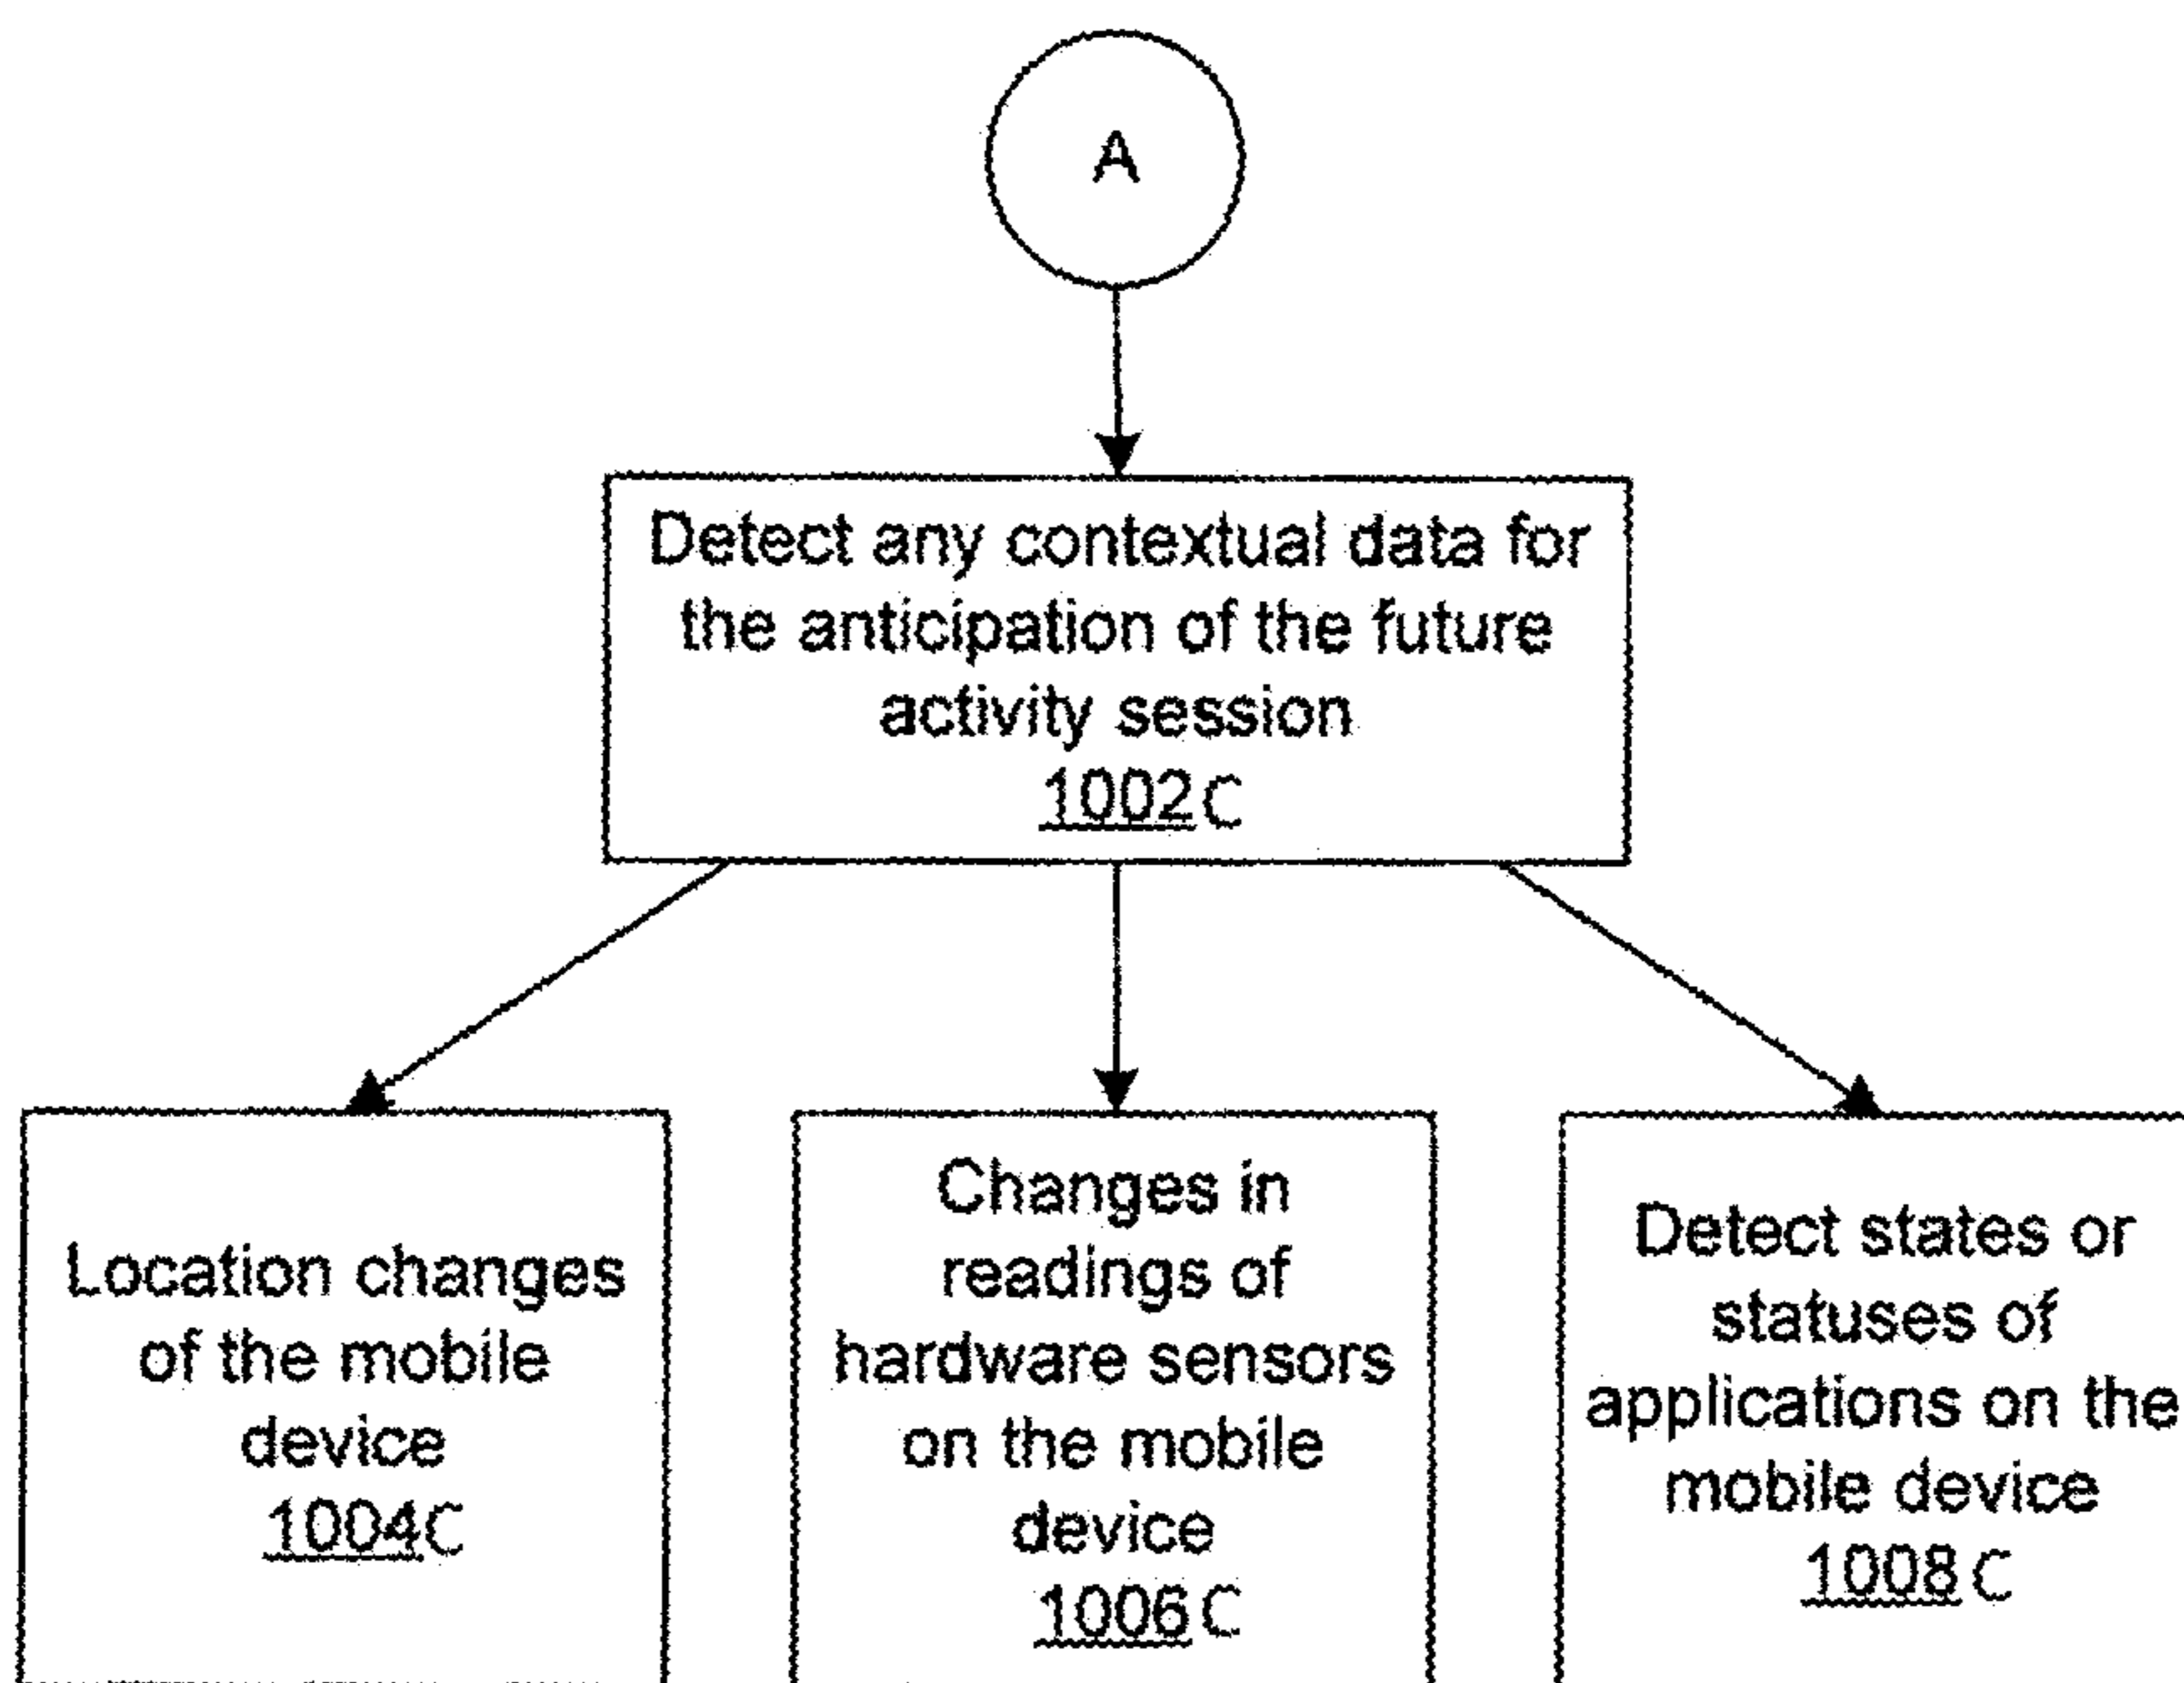 A
Detect any contextual data for
the anticipation of the future
activity session
1002C
Location changes
of the mobile
device
1004C
Changes in
readings of
hardware sensors
on the mobile
device
1006C
Detect states or
statuses of
applications on the
mobile device
1008C